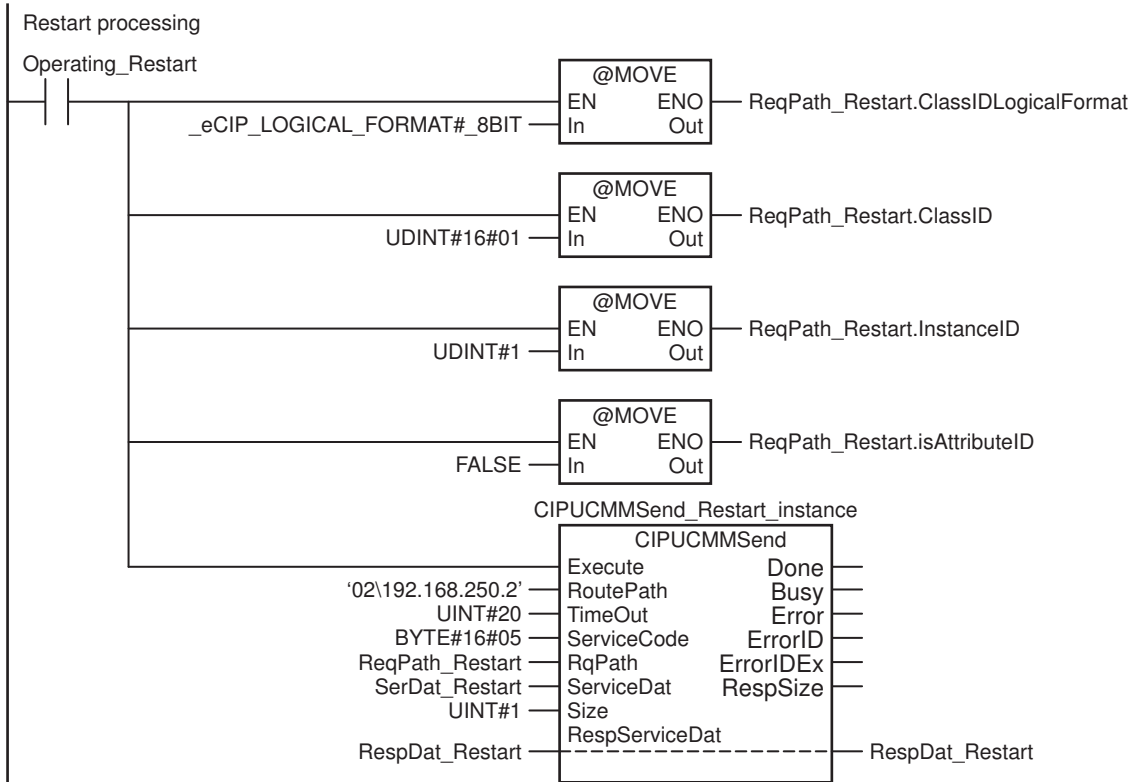 Restart processing
Operating_Restart
@MOVE
EN ENO ReqPath_Restart.ClassIDLogicalFormat
_eCIP_LOGICAL_FORMAT#_8BIT In Out
@MOVE
EN ENO ReqPath_Restart.ClassID
UDINT#16#01 In Out
@MOVE
EN ENO ReqPath_Restart.InstanceID
UDINT#1 In Out
@MOVE
EN ENO ReqPath_Restart.isAttributeID
FALSE In Out
CIPUCMMSend_Restart_instance
CIPUCMMSend
Execute Done
‘02\192.168.250.2’ RoutePath Busy
UINT#20 TimeOut Error
BYTE#16#05 ServiceCode ErrorID
ReqPath_Restart RqPath ErrorIDEx
SerDat_Restart ServiceDat RespSize
UINT#1 Size
RespServiceDat
RespDat_Restart RespDat_Restart